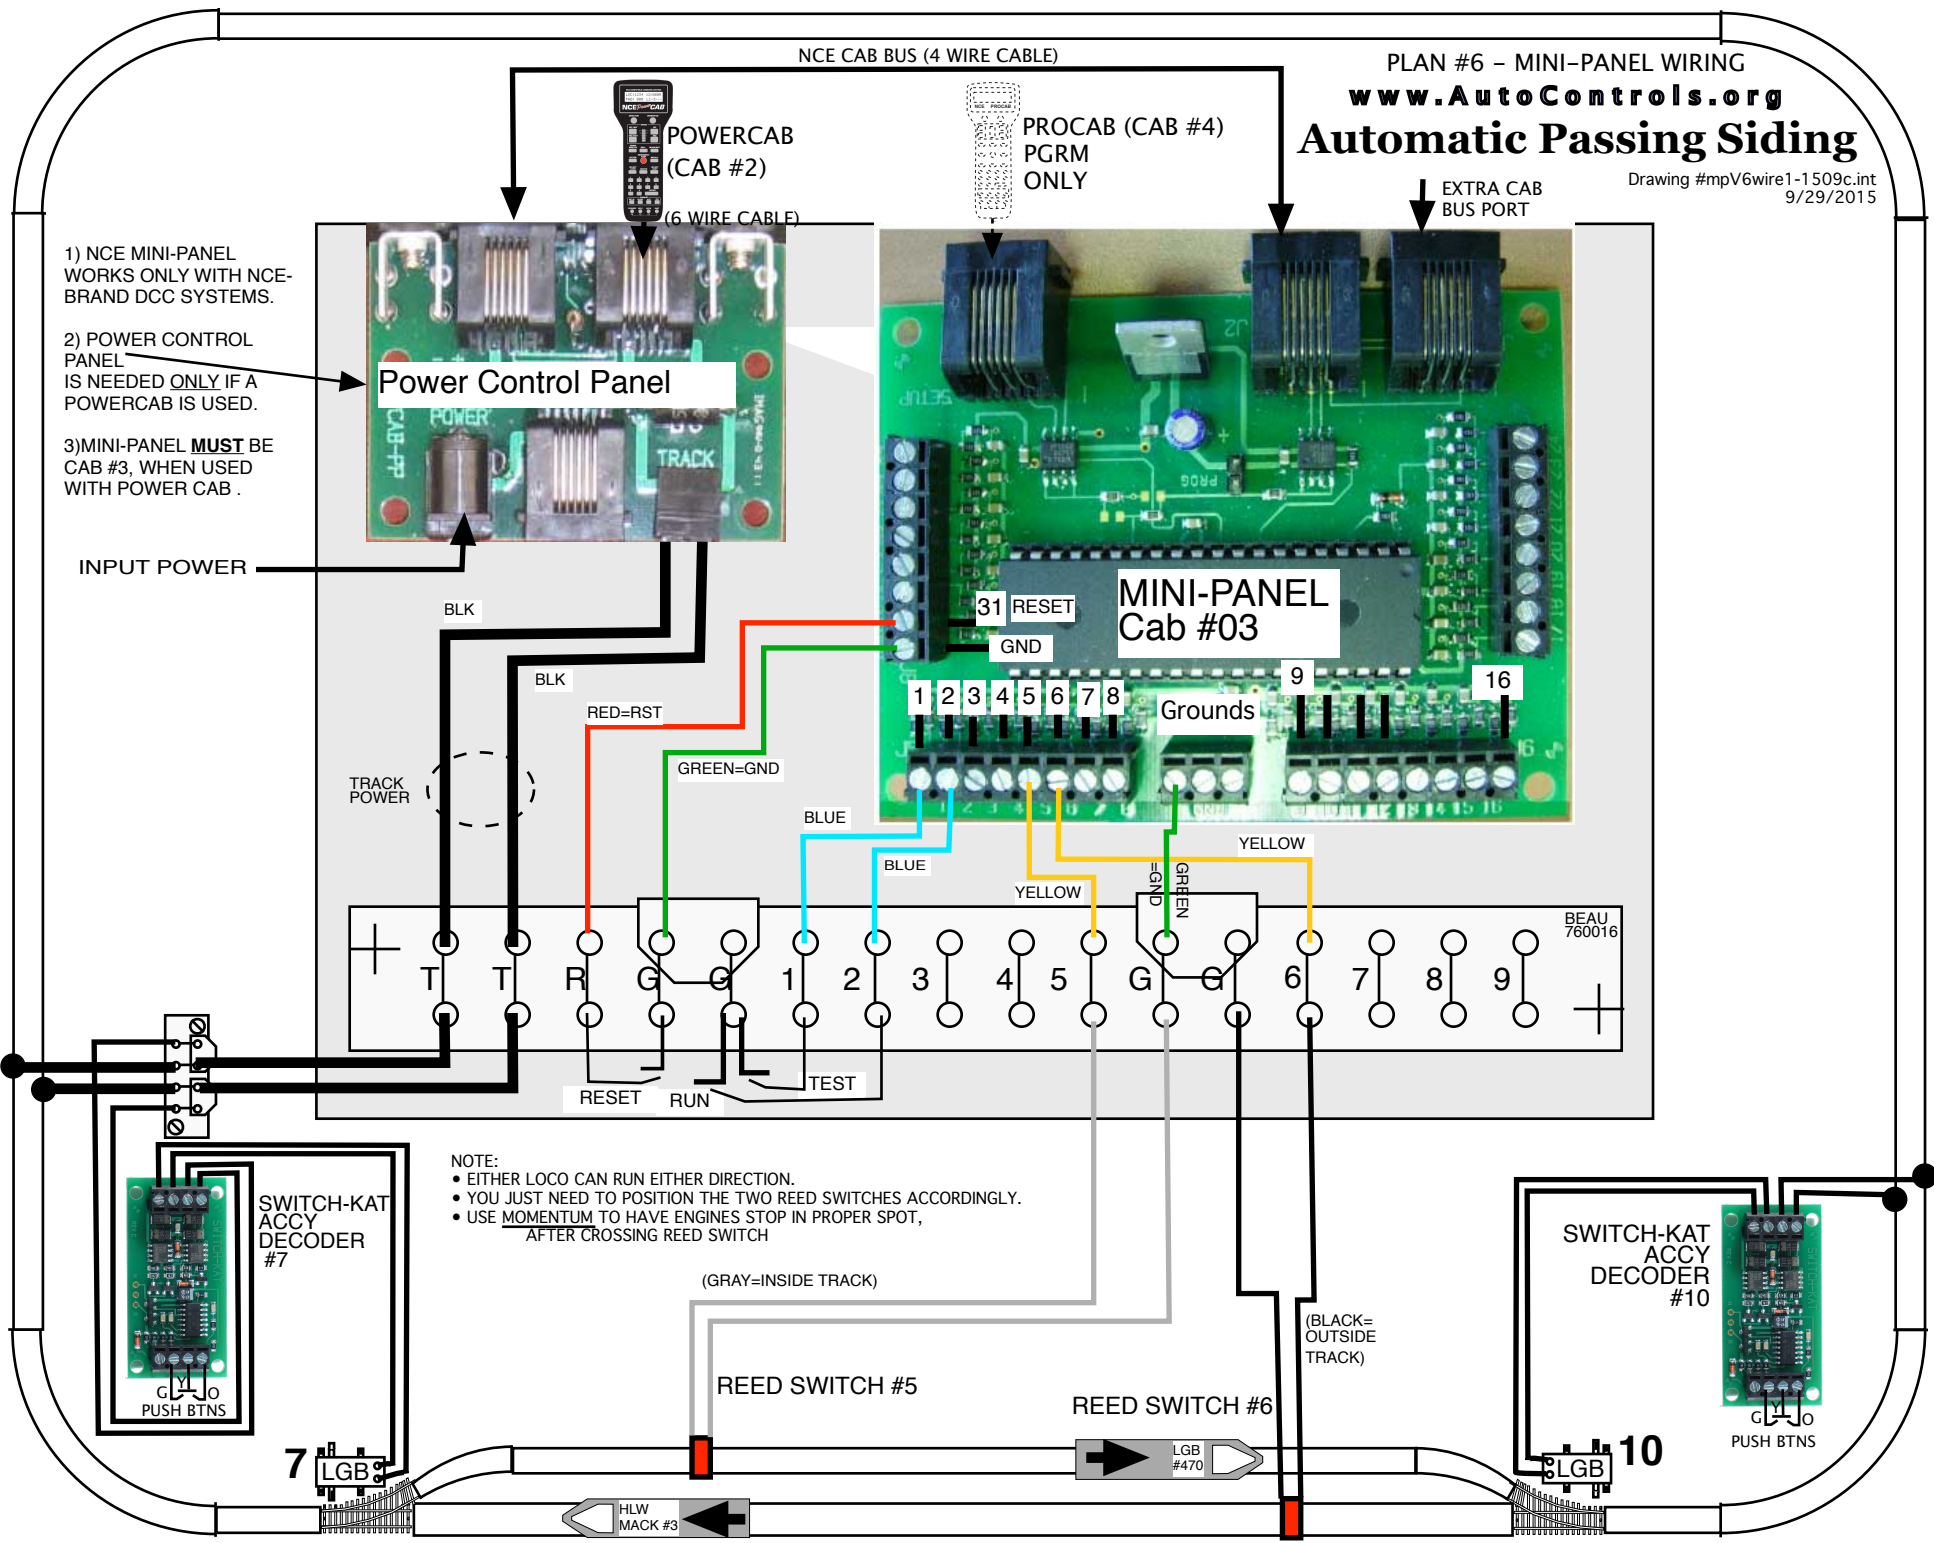 NCE CAB BUS (4 WIRE CABLE)
PLAN #6 – MINI–PANEL WIRING
www.AutoControls.org
Automatic Passing Siding
Drawing #mpV6wire1-1509c.int
9/29/2015
POWERCAB
(CAB #2)
(6 WIRE CABLE)
PROCAB (CAB #4)
PGRM
ONLY
EXTRA CAB
BUS PORT
1) NCE MINI-PANEL
WORKS ONLY WITH NCE-
BRAND DCC SYSTEMS.
2) POWER CONTROL
PANEL
IS NEEDED ONLY IF A
POWERCAB IS USED.
3)MINI-PANEL MUST BE
CAB #3, WHEN USED
WITH POWER CAB .
INPUT POWER
Power Control Panel
POWER
TRACK
SETUP
J2
PROG
MINI-PANEL
Cab #03
31 RESET
GND
1 2 3 4 5 6 7 8
Grounds
9
16
BLK
BLK
RED=RST
GREEN=GND
TRACK
POWER
BLUE
BLUE
YELLOW
GREEN
=GND
YELLOW
BEAU
760016
T T R G G 1 2 3 4 5 G G 6 7 8 9
RESET
RUN
TEST
NOTE:
• EITHER LOCO CAN RUN EITHER DIRECTION.
• YOU JUST NEED TO POSITION THE TWO REED SWITCHES ACCORDINGLY.
• USE MOMENTUM TO HAVE ENGINES STOP IN PROPER SPOT,
AFTER CROSSING REED SWITCH
SWITCH-KAT
ACCY
DECODER
#7
G Y O
PUSH BTNS
SWITCH-KAT
ACCY
DECODER
#10
G Y O
PUSH BTNS
(GRAY=INSIDE TRACK)
(BLACK=
OUTSIDE
TRACK)
REED SWITCH #5
REED SWITCH #6
7
LGB
LGB
#470
HLW
MACK #3
LGB
10